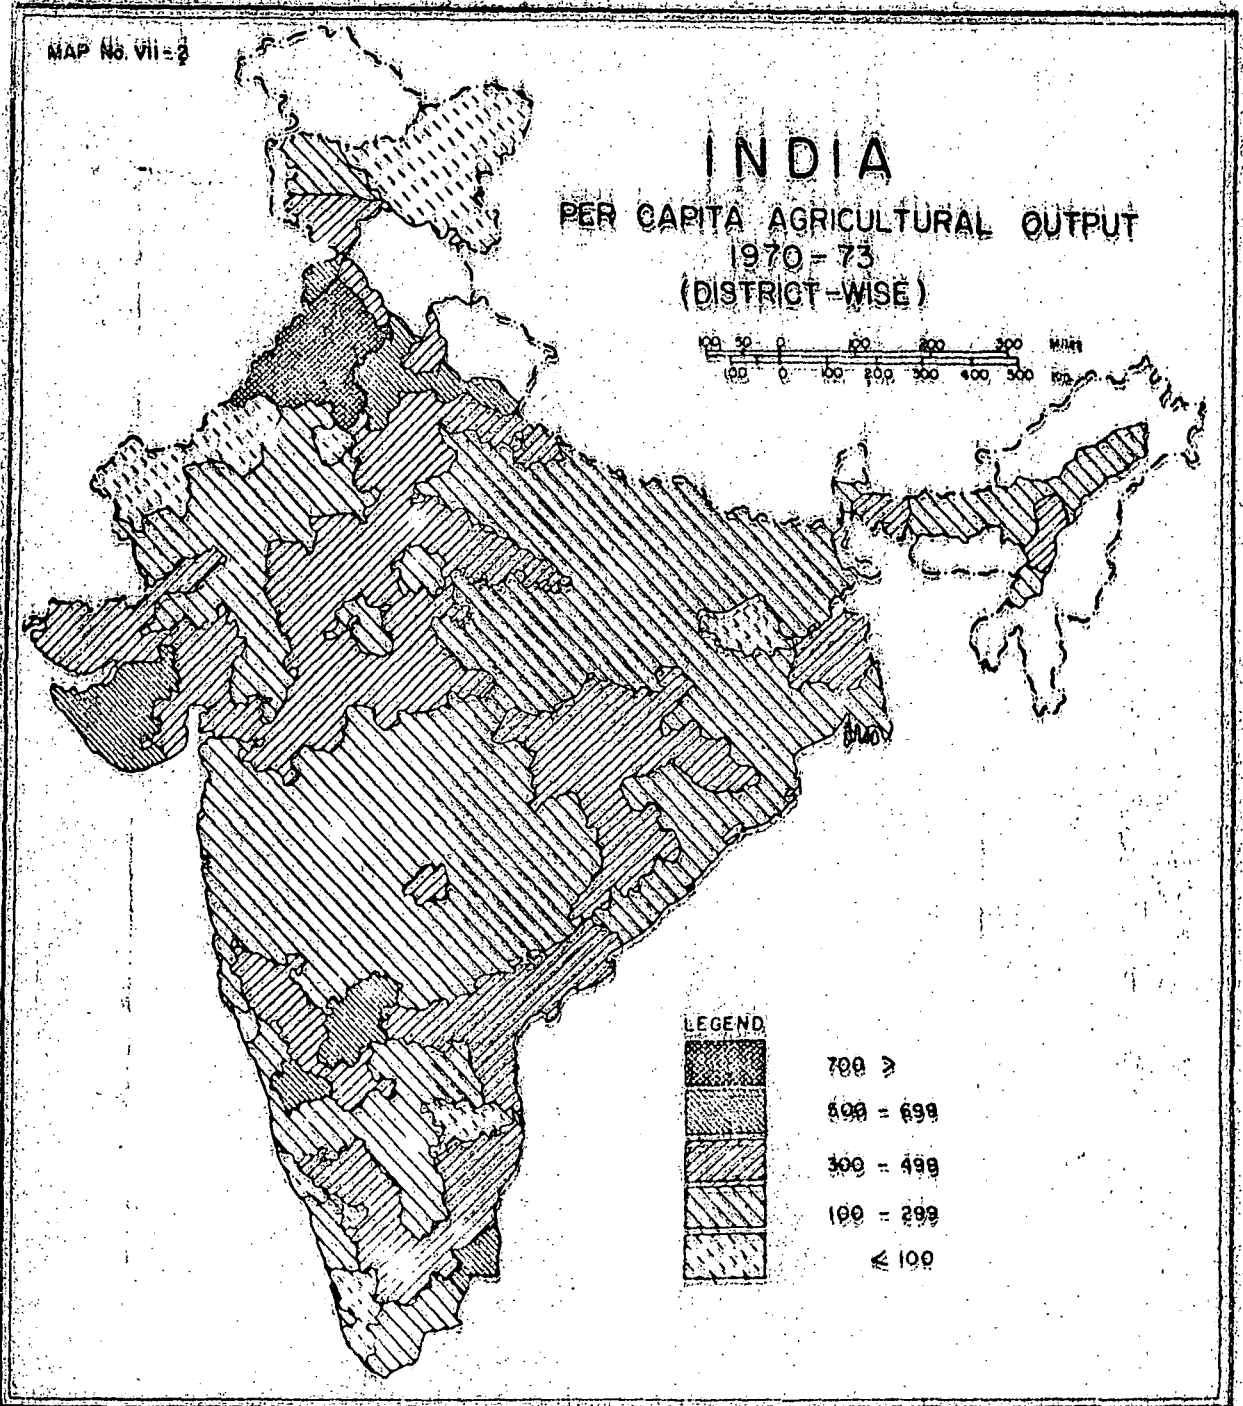 MAP No. VII-2
INDIA
PER CAPITA AGRICULTURAL OUTPUT
1970-73
(DISTRICT-WISE)
100 50 0 100 200 300 Miles
100 0 100 200 300 400 500
LEGEND
700 ≥
500 - 699
300 - 499
100 - 299
≤ 100